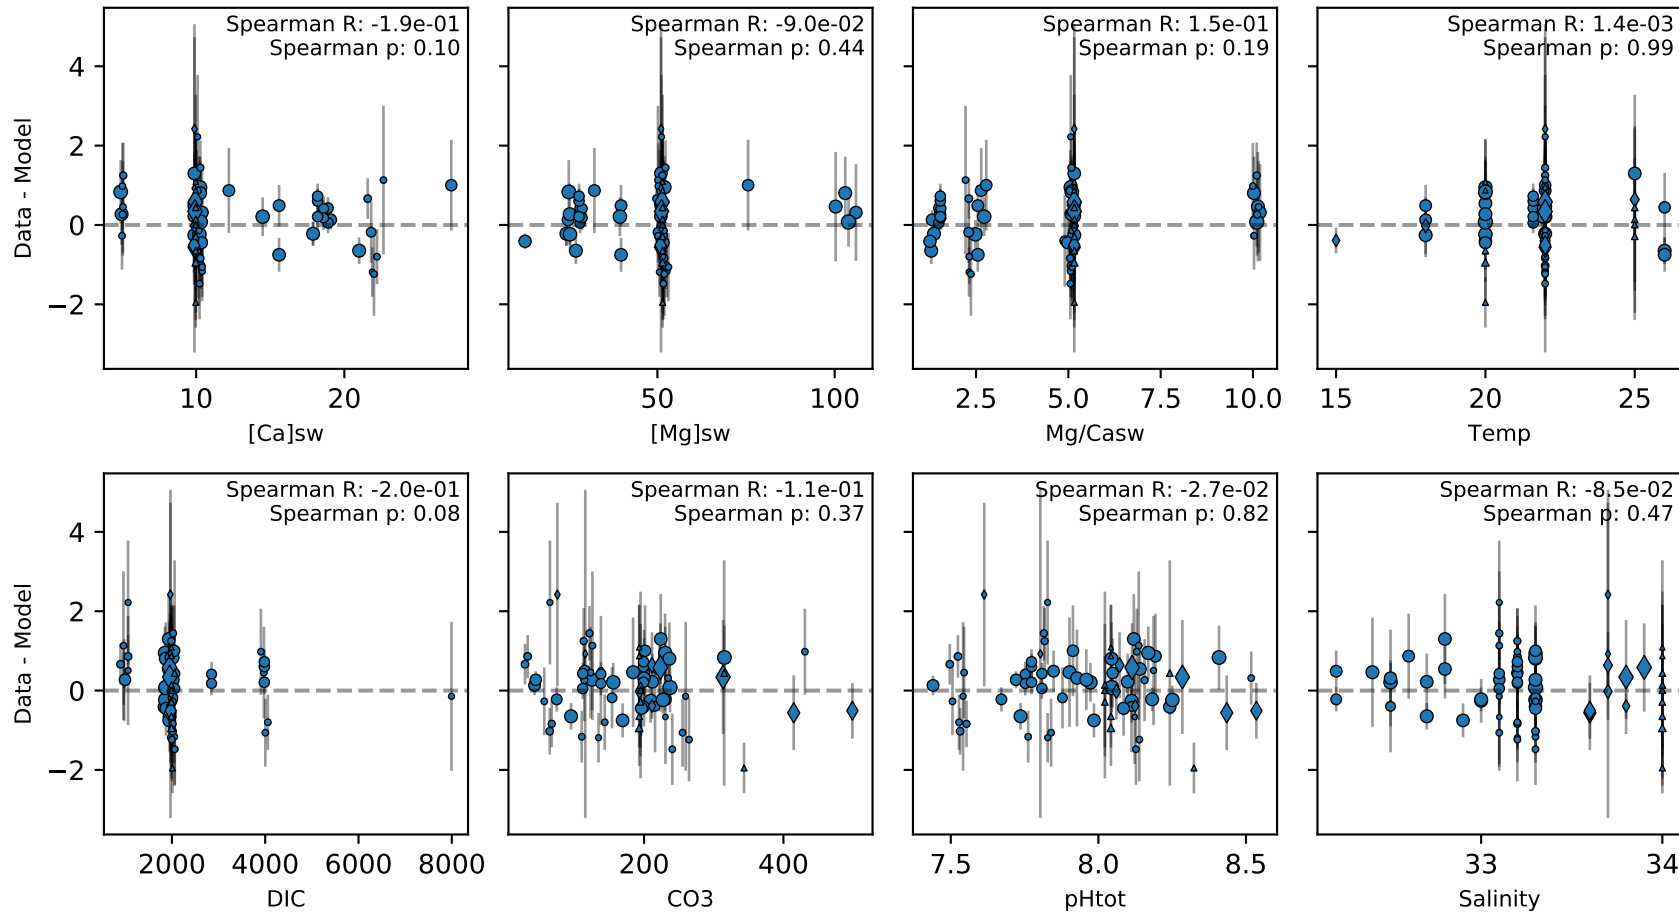 Spearman R: -1.9e-01
Spearman p: 0.10
Spearman R: -9.0e-02
Spearman p: 0.44
Spearman R: 1.5e-01
Spearman p: 0.19
Spearman R: 1.4e-03
Spearman p: 0.99
Data - Model
4
2
0
−2
10 20
50 100
2.5 5.0 7.5 10.0
15 20 25
[Ca]sw
[Mg]sw
Mg/Casw
Temp
Spearman R: -2.0e-01
Spearman p: 0.08
Spearman R: -1.1e-01
Spearman p: 0.37
Spearman R: -2.7e-02
Spearman p: 0.82
Spearman R: -8.5e-02
Spearman p: 0.47
Data - Model
4
2
0
−2
2000 4000 6000 8000
200 400
7.5 8.0 8.5
33 34
DIC
CO3
pHtot
Salinity